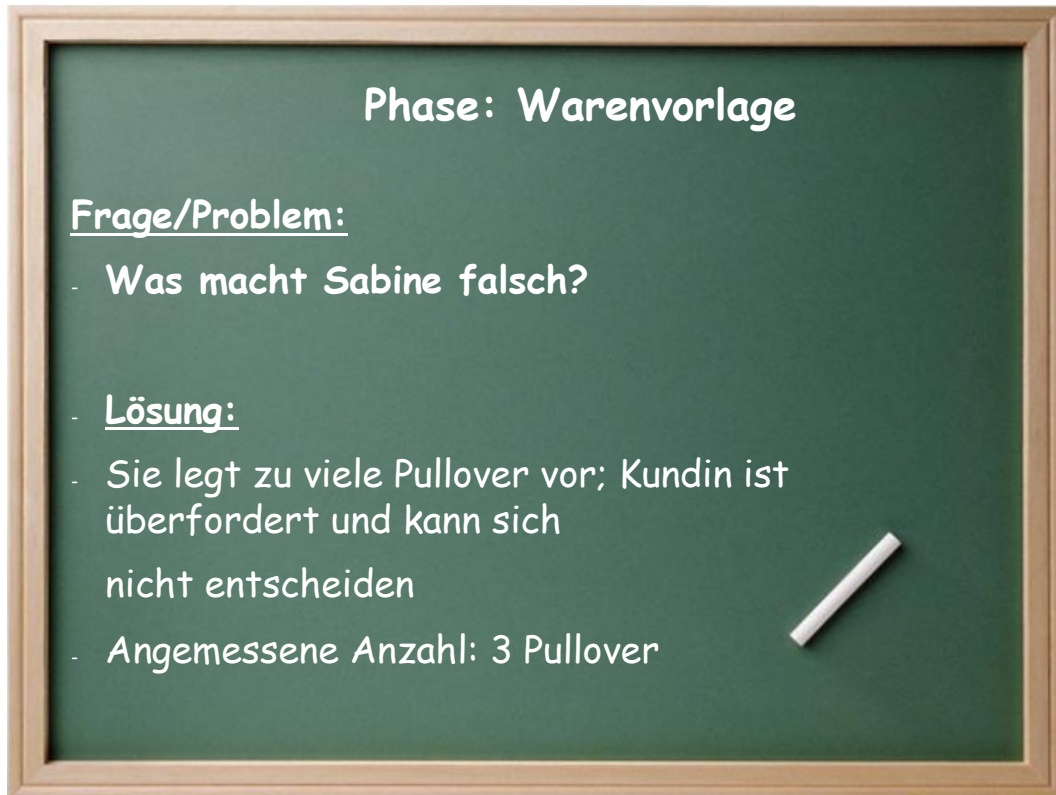 Phase: Warenvorlage
Frage/Problem:
- Was macht Sabine falsch?
- Lösung:
- Sie legt zu viele Pullover vor; Kundin ist
überfordert und kann sich
nicht entscheiden
- Angemessene Anzahl: 3 Pullover